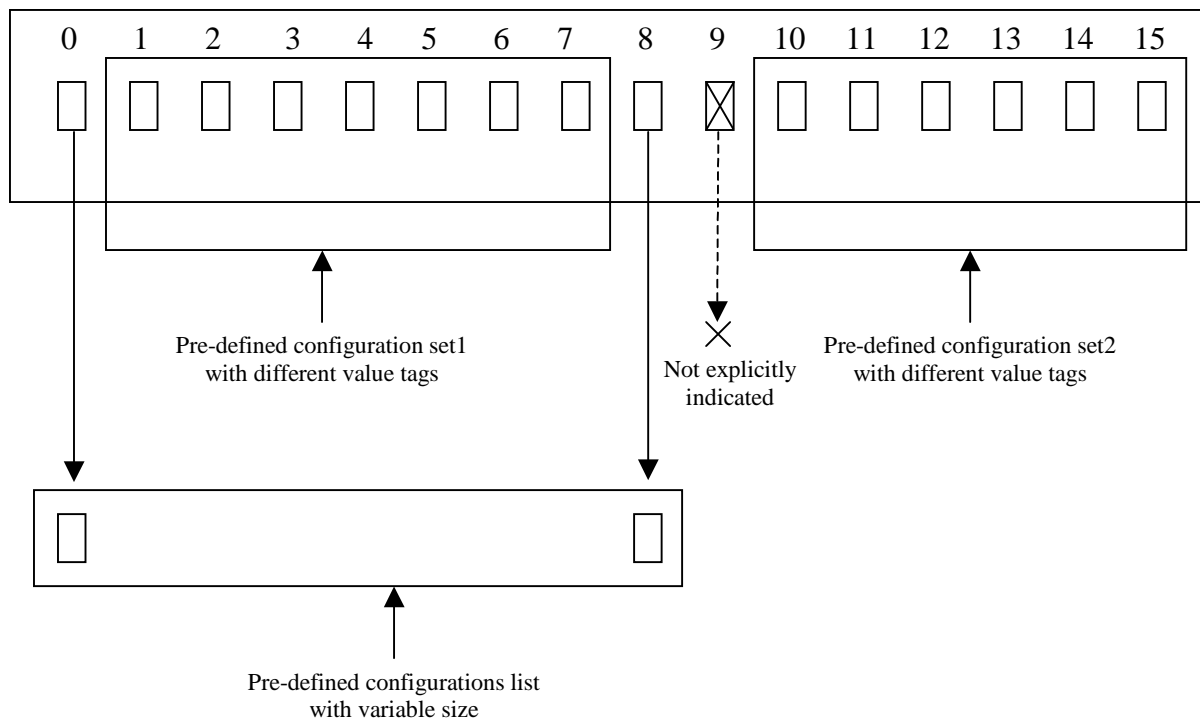 0 1 2 3 4 5 6 7 8 9 10 11 12 13 14 15
Pre-defined configuration set1
with different value tags
Not explicitly
indicated
Pre-defined configuration set2
with different value tags
Pre-defined configurations list
with variable size